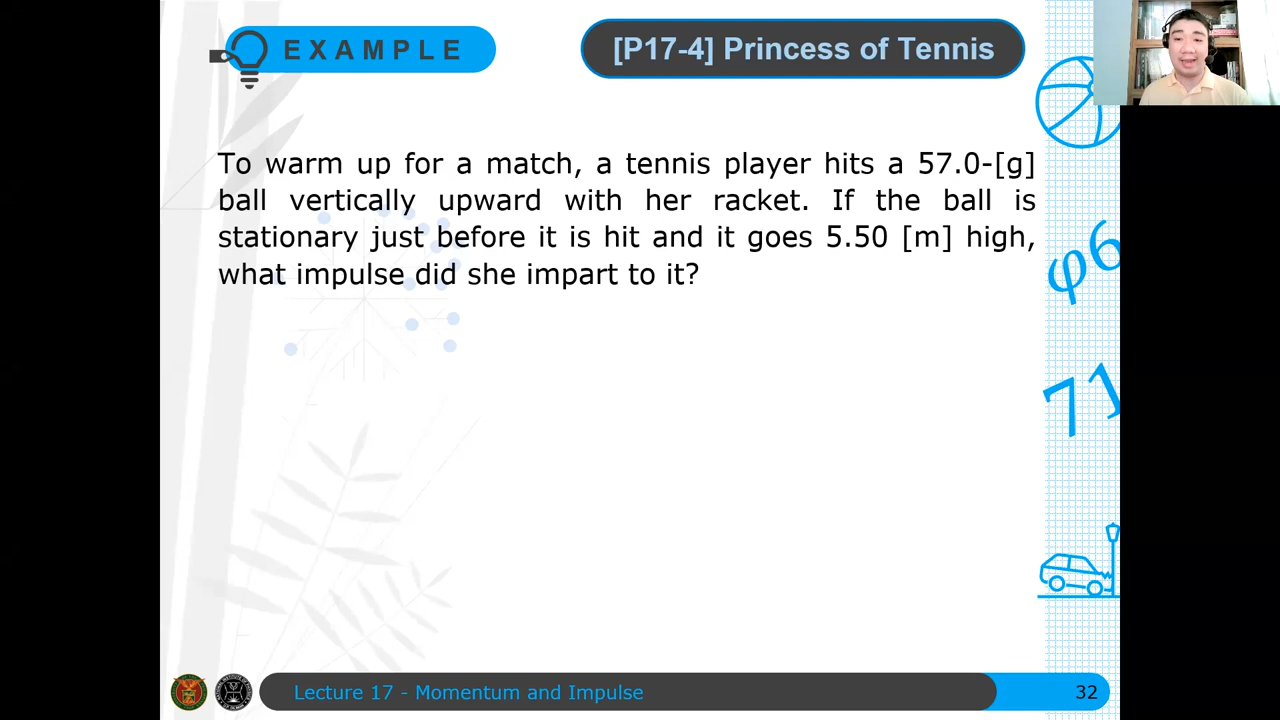 EXAMPLE
[P17-4] Princess of Tennis
To warm up for a match, a tennis player hits a 57.0-[g]
ball vertically upward with her racket. If the ball is
stationary just before it is hit and it goes 5.50 [m] high,
what impulse did she impart to it?
φ6
71
Lecture 17 - Momentum and Impulse
32